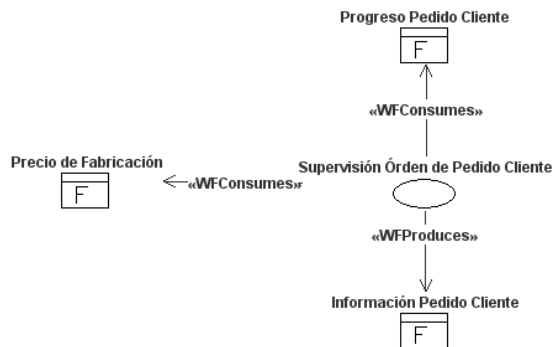 Progreso Pedido Cliente
F
«WFConsumes»
Precio de Fabricación
F
«WFConsumes»
Supervisión Órden de Pedido Cliente
«WFProduces»
Información Pedido Cliente
F